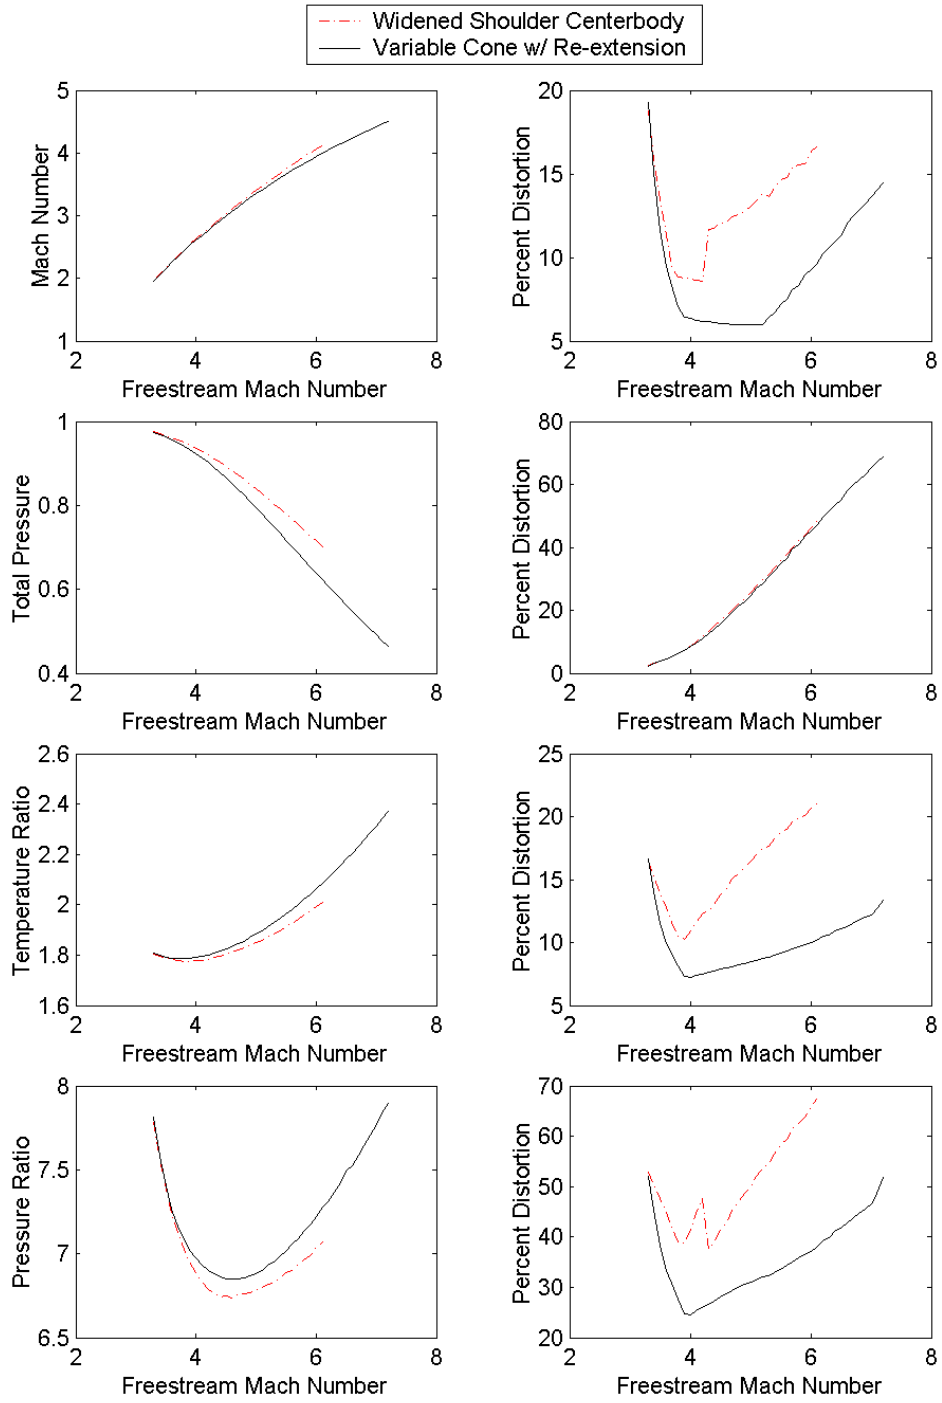 Widened Shoulder Centerbody
Variable Cone w/ Re-extension
5
4
3
2
1
Mach Number
2 4 6 8
Freestream Mach Number
20
15
10
5
Percent Distortion
2 4 6 8
Freestream Mach Number
1
0.8
0.6
0.4
Total Pressure
2 4 6 8
Freestream Mach Number
80
60
40
20
0
Percent Distortion
2 4 6 8
Freestream Mach Number
2.6
2.4
2.2
2
1.8
1.6
Temperature Ratio
2 4 6 8
Freestream Mach Number
25
20
15
10
5
Percent Distortion
2 4 6 8
Freestream Mach Number
8
7.5
7
6.5
Pressure Ratio
2 4 6 8
Freestream Mach Number
70
60
50
40
30
20
Percent Distortion
2 4 6 8
Freestream Mach Number